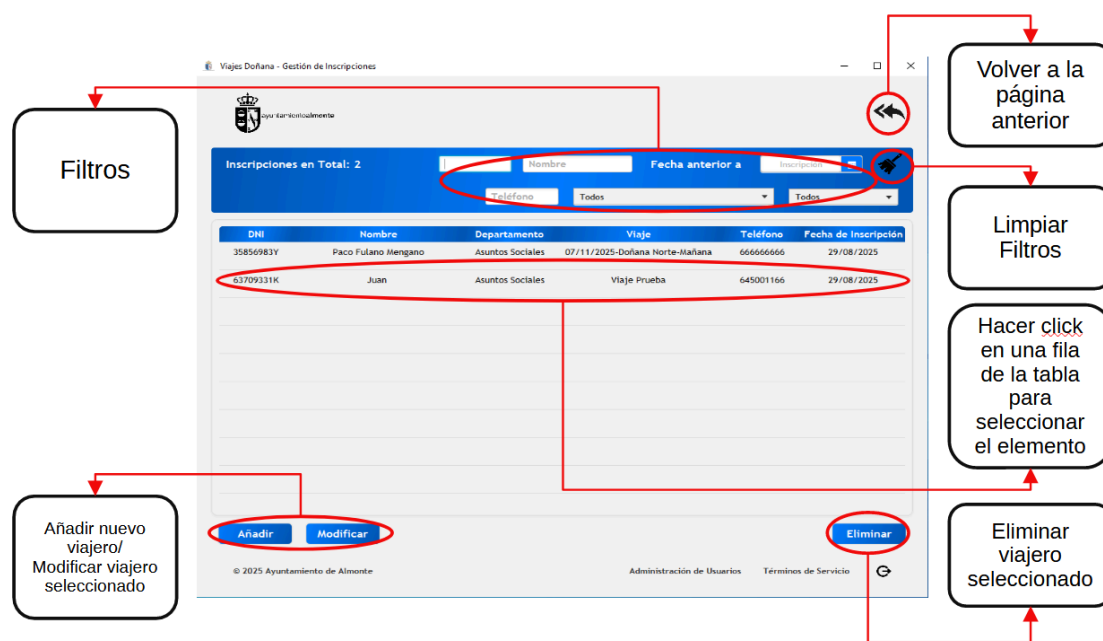 Viajes Doñana - Gestión de Inscripciones
Volver a la
página
anterior
ayuntamientoalmonte
Filtros
Inscripciones en Total: 2
Nombre
Fecha anterior a
Inscripción
Teléfono
Todos
Todos
Limpiar
Filtros
DNI Nombre Departamento Viaje Teléfono Fecha de Inscripción
35856983Y Paco Fulano Mengano Asuntos Sociales 07/11/2025-Doñana Norte-Mañana 666666666 29/08/2025
63709331K Juan Asuntos Sociales Viaje Prueba 645001166 29/08/2025
Hacer click
en una fila
de la tabla
para
seleccionar
el elemento
Añadir nuevo
viajero/
Modificar viajero
seleccionado
Añadir
Modificar
Eliminar
Eliminar
viajero
seleccionado
© 2025 Ayuntamiento de Almonte
Administración de Usuarios
Términos de Servicio